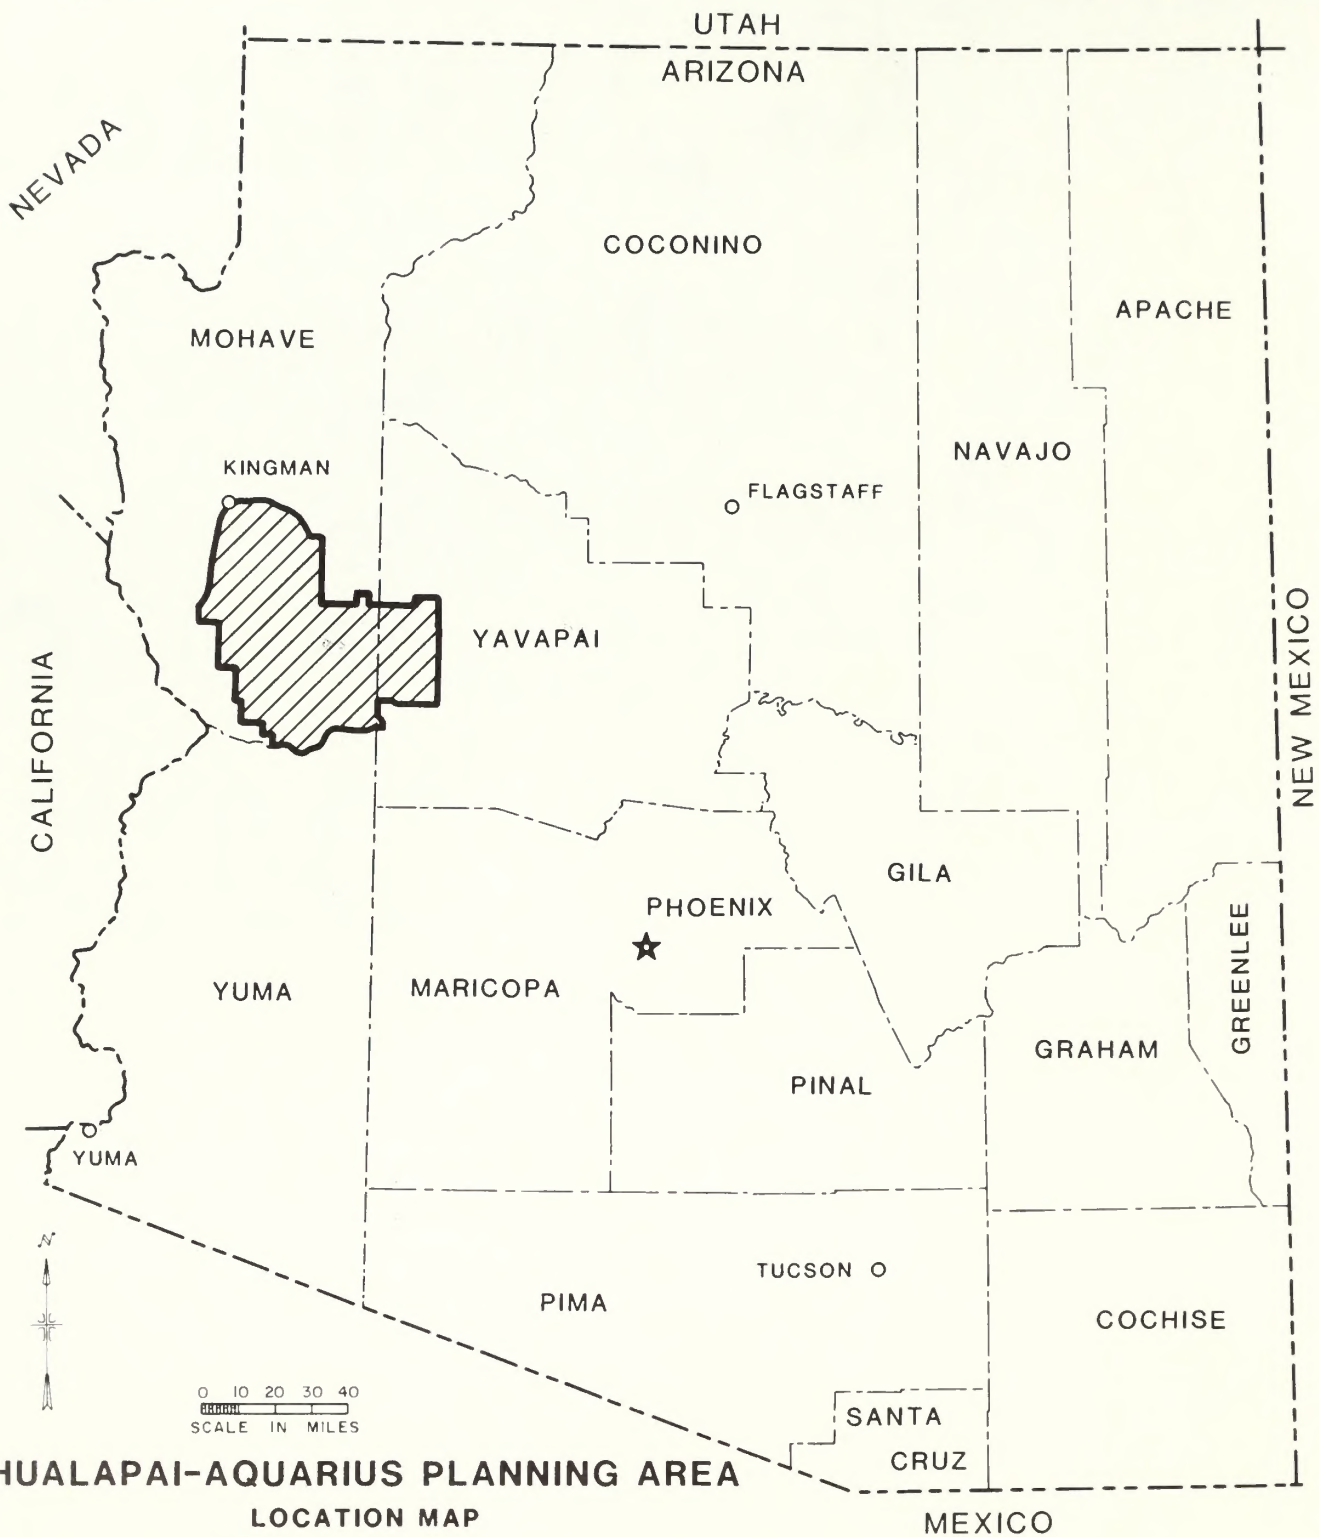 UTAH
ARIZONA
NEVADA
COCONINO
APACHE
MOHAVE
NAVAJO
KINGMAN
FLAGSTAFF
YAVAPAI
NEW MEXICO
CALIFORNIA
GILA
PHOENIX
GREENLEE
YUMA
MARICOPA
GRAHAM
PINAL
YUMA
N
TUCSON
PIMA
COCHISE
0 10 20 30 40
SCALE IN MILES
SANTA
CRUZ
HUALAPAI-AQUARIUS PLANNING AREA
LOCATION MAP
MEXICO